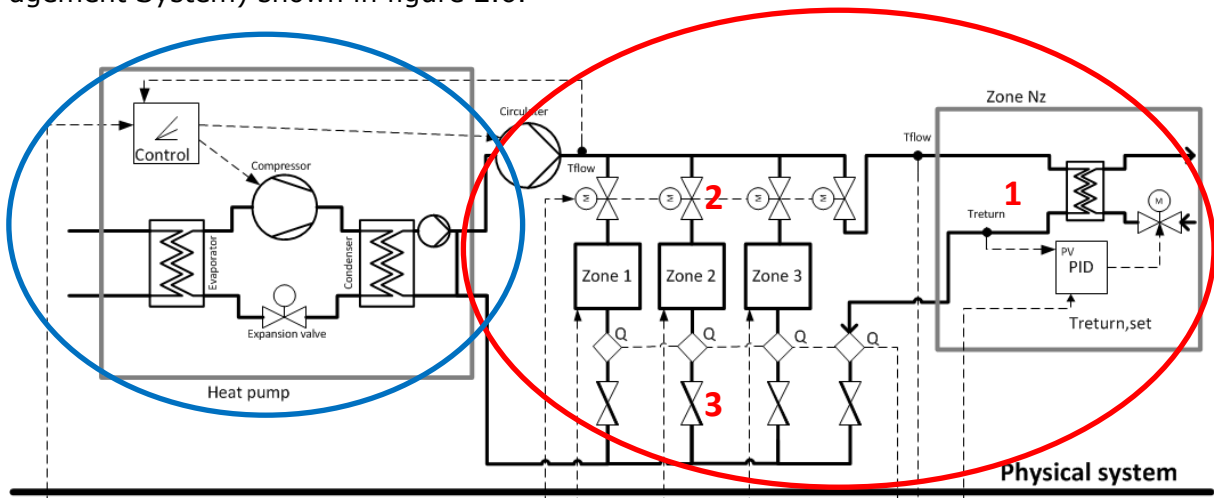 agement System) shown in figure 2.6.
Zone Nz
Circulater
Control
Compressor
Tflow
Tflow
M
M
M
M
2
1
M
Treturn
Evaporator
Condenser
Zone 1
Zone 2
Zone 3
PV
PID
Expansion valve
Treturn,set
Q
Q
Q
Q
Heat pump
3
Physical system